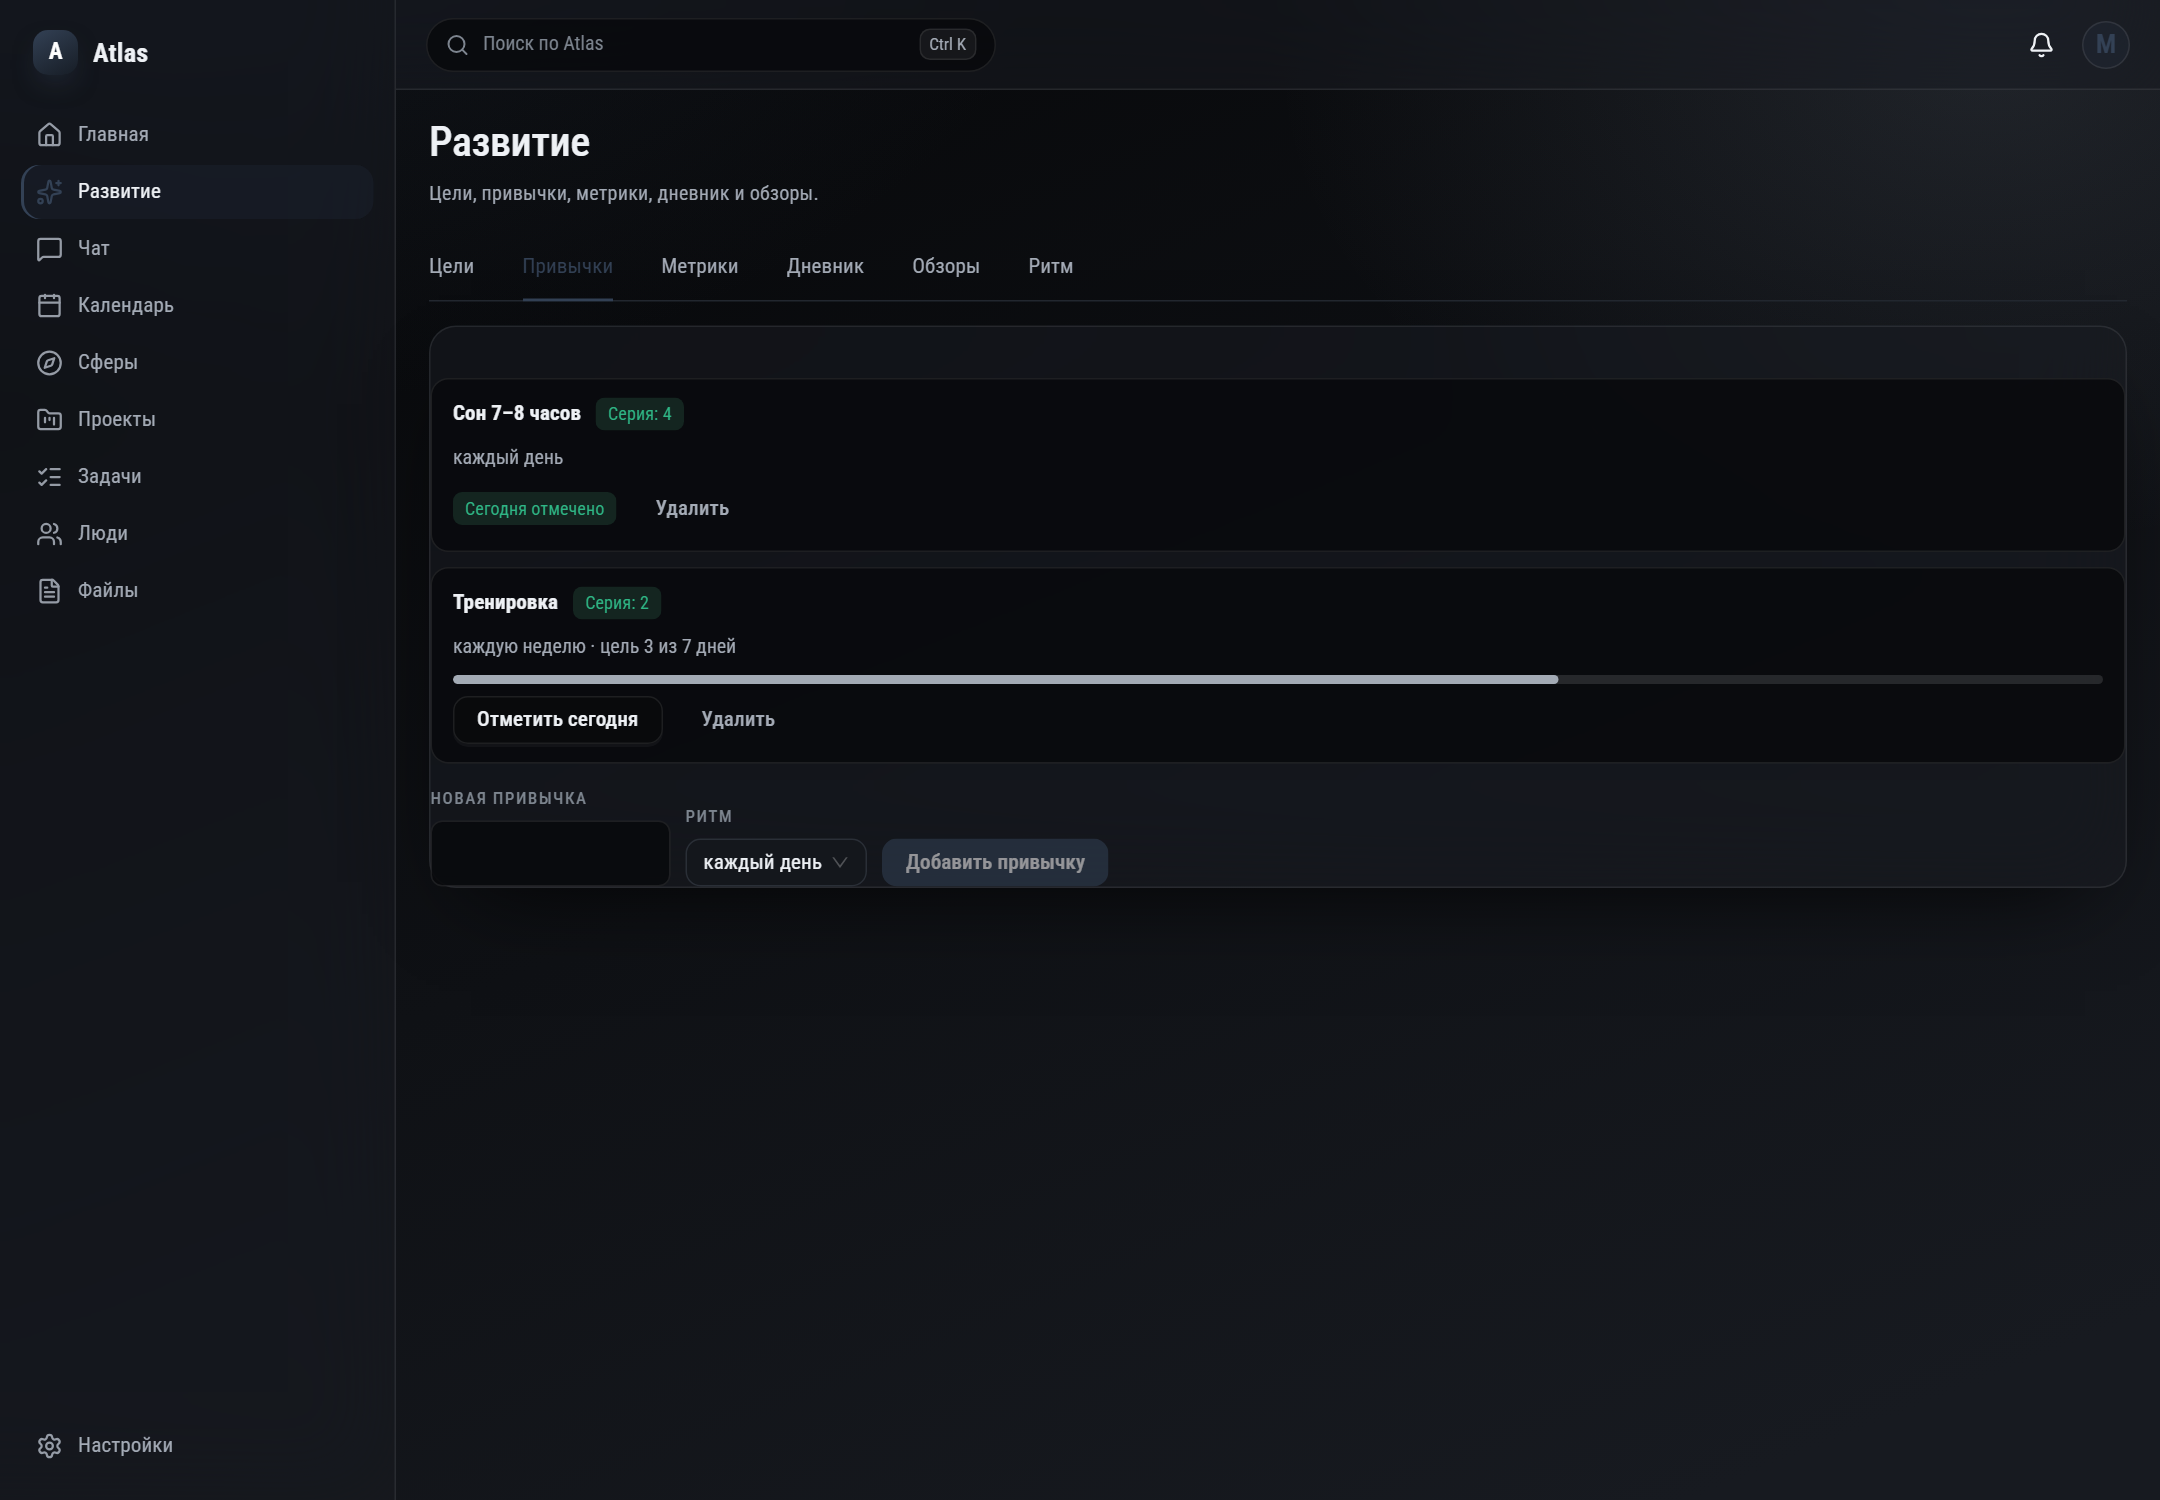 A Atlas
Поиск по Atlas
Ctrl K
M
Главная
Развитие
Чат
Календарь
Сферы
Проекты
Задачи
Люди
Файлы
Настройки
Развитие
Цели, привычки, метрики, дневник и обзоры.
Цели Привычки Метрики Дневник Обзоры Ритм
Сон 7–8 часов Серия: 4
каждый день
Сегодня отмечено Удалить
Тренировка Серия: 2
каждую неделю · цель 3 из 7 дней
Отметить сегодня Удалить
НОВАЯ ПРИВЫЧКА
РИТМ
каждый день Добавить привычку